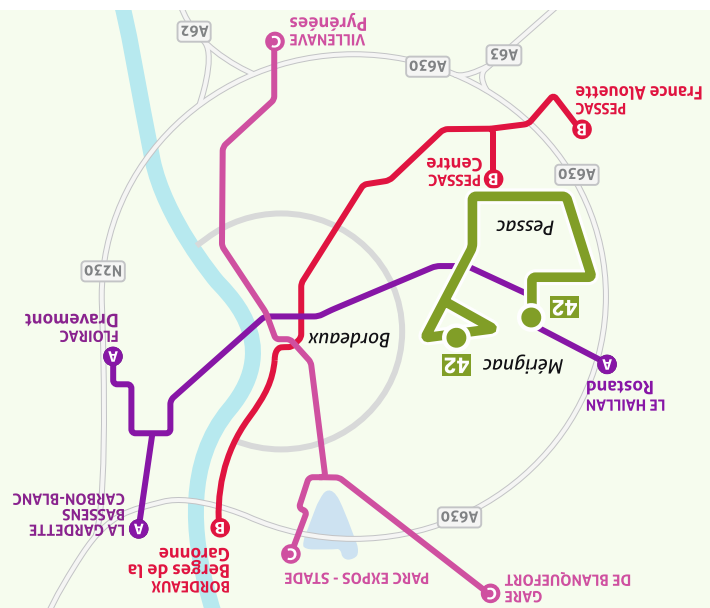 GARE
DE BLANQUEFORT
C
PARC EXPOS - STADE
C
BORDEAUX
Berges de la
Garonne
B
LA GARDETTE
BASSENS
CARBON-BLANC
A
A630
LE HAILLAN
Rostand
A
Mérignac
42
42
Bordeaux
FLOIRAC
Dravemont
A
N230
Pessac
A630
PESSAC
Centre
B
PESSAC
France Alouette
B
A63
A630
VILLENAVE
Pyrénées
C
A62